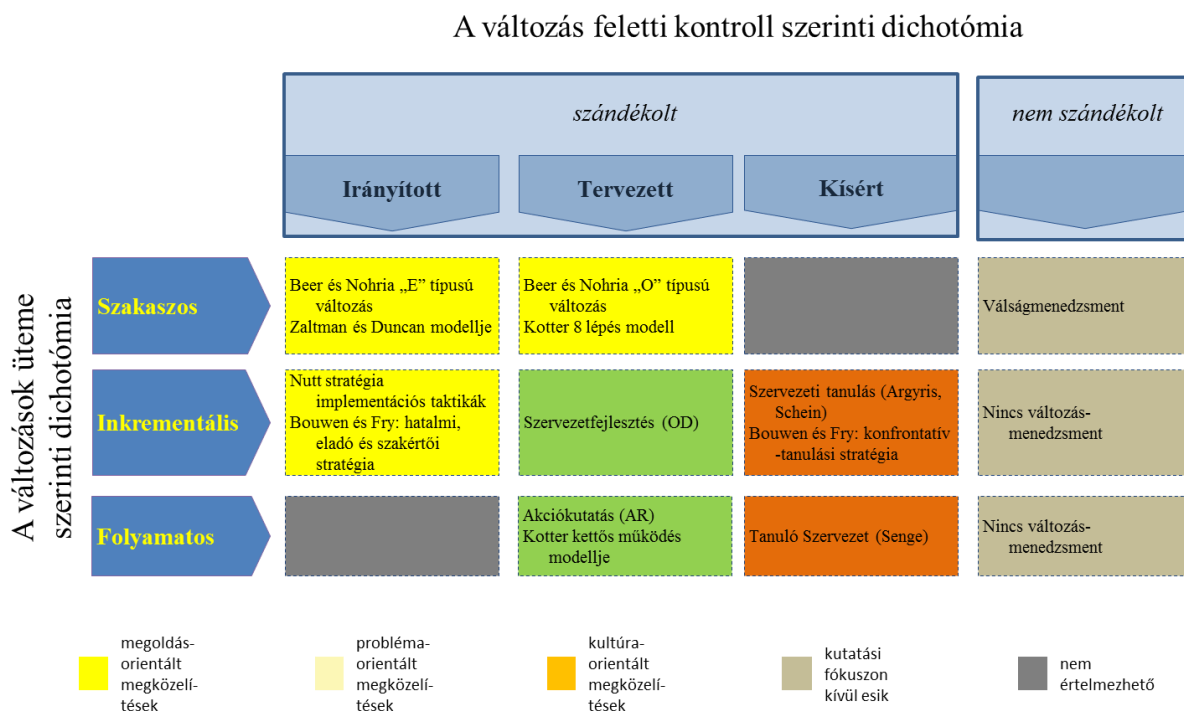 A változás feletti kontroll szerinti dichotómia
szándékolt
nem szándékolt
Irányított
Tervezett
Kísért
A változások üteme
szerinti dichotómia
Szakaszos
Beer és Nohria „E” típusú
változás
Zaltman és Duncan modellje
Beer és Nohria „O” típusú
változás
Kotter 8 lépés modell
Válságmenedzsment
Inkrementális
Nutt stratégia
implementációs taktikák
Bouwen és Fry: hatalmi,
eladó és szakértői
stratégia
Szervezetfejlesztés (OD)
Szervezeti tanulás (Argyris,
Schein)
Bouwen és Fry: konfrontatív
-tanulási stratégia
Nincs változás-
menedzsment
Folyamatos
Akciókutatás (AR)
Kotter kettős működés
modellje
Tanuló Szervezet (Senge)
Nincs változás-
menedzsment
megoldás-
orientált
megközelí-
tések
probléma-
orientált
megközelí-
tések
kultúra-
orientált
megközelí-
tések
kutatási
fókuszon
kívül esik
nem
értelmezhető